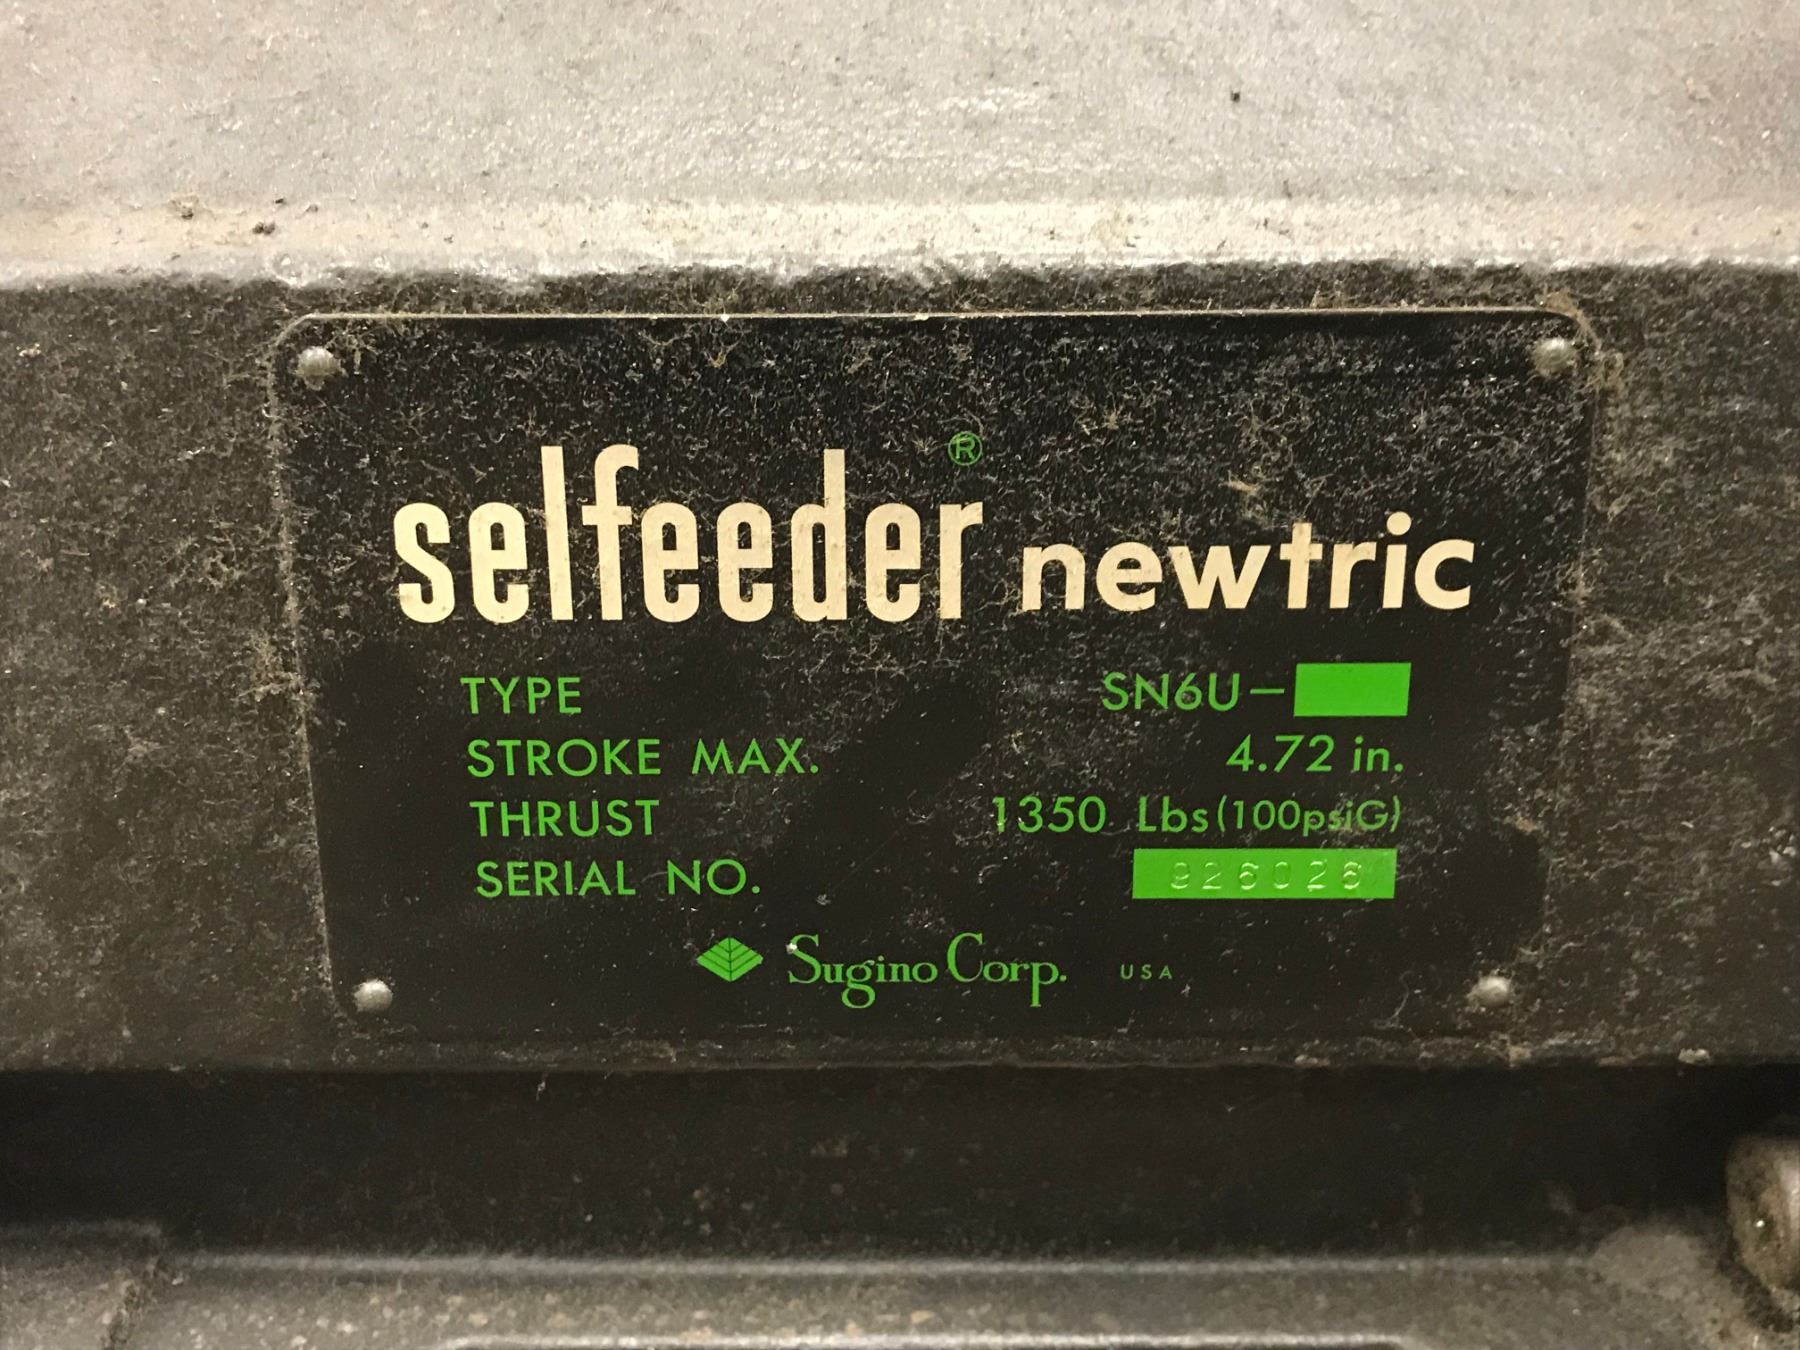 selfeeder® newtric
TYPE SN6U-
STROKE MAX. 4.72 in.
THRUST 1350 Lbs (100psiG)
SERIAL NO. 926026
Sugino Corp. USA